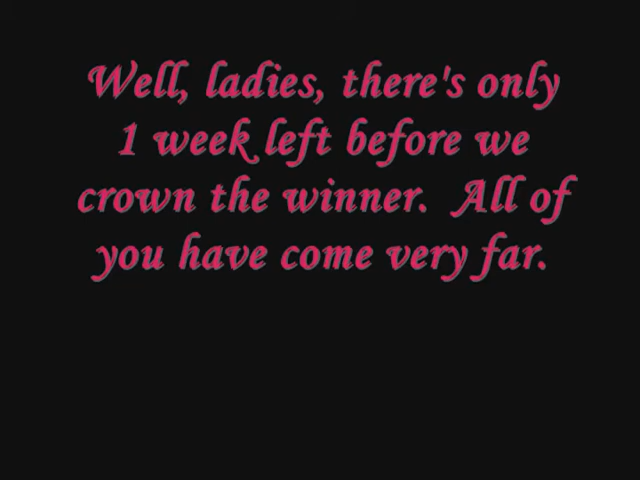 Well, ladies, there's only
1 week left before we
crown the winner.  All of
you have come very far.